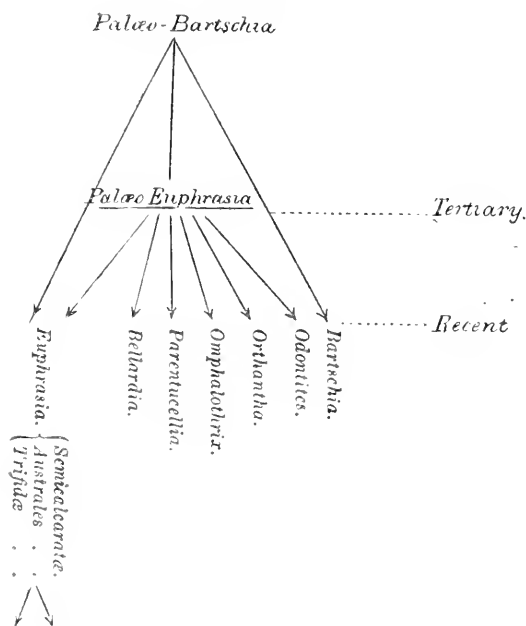 Palæo-Bartschia
Palæo Euphrasia
Tertiary.
Recent
Euphrasia.
Bellardia.
Parentucellia.
Omphalothrix.
Orthantha.
Odontites.
Bartschia.
Semicalcaratæ.
Australes . .
Trifidæ . .